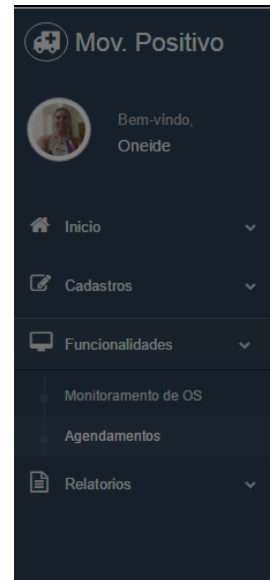 Mov. Positivo
Bem-vindo,
Oneide
Inicio
Cadastros
Funcionalidades
Monitoramento de OS
Agendamentos
Relatorios